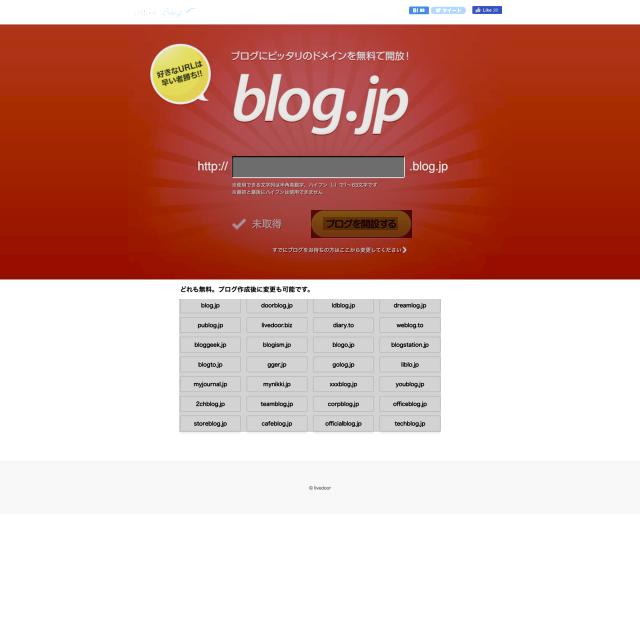 ツイート
Like
好きなURLは
早い者勝ち!!
ブログにピッタリのドメインを無料で開放！
blog.jp
http://
.blog.jp
※使用できる文字列は半角英数字、ハイフン（-）で1〜63文字です
※最初と最後にハイフンは使用できません
未取得
ブログを開設する
すでにブログをお持ちの方はここから変更してください
どれも無料。ブログ作成後に変更も可能です。
blog.jp doorblog.jp ldblog.jp dreamlog.jp
publog.jp livedoor.biz diary.to weblog.to
bloggeek.jp blogism.jp blogo.jp blogstation.jp
blogto.jp gger.jp golog.jp liblo.jp
myjournal.jp mynikki.jp xxxblog.jp youblog.jp
2chblog.jp teamblog.jp corpblog.jp officeblog.jp
storeblog.jp cafeblog.jp officialblog.jp techblog.jp
© livedoor